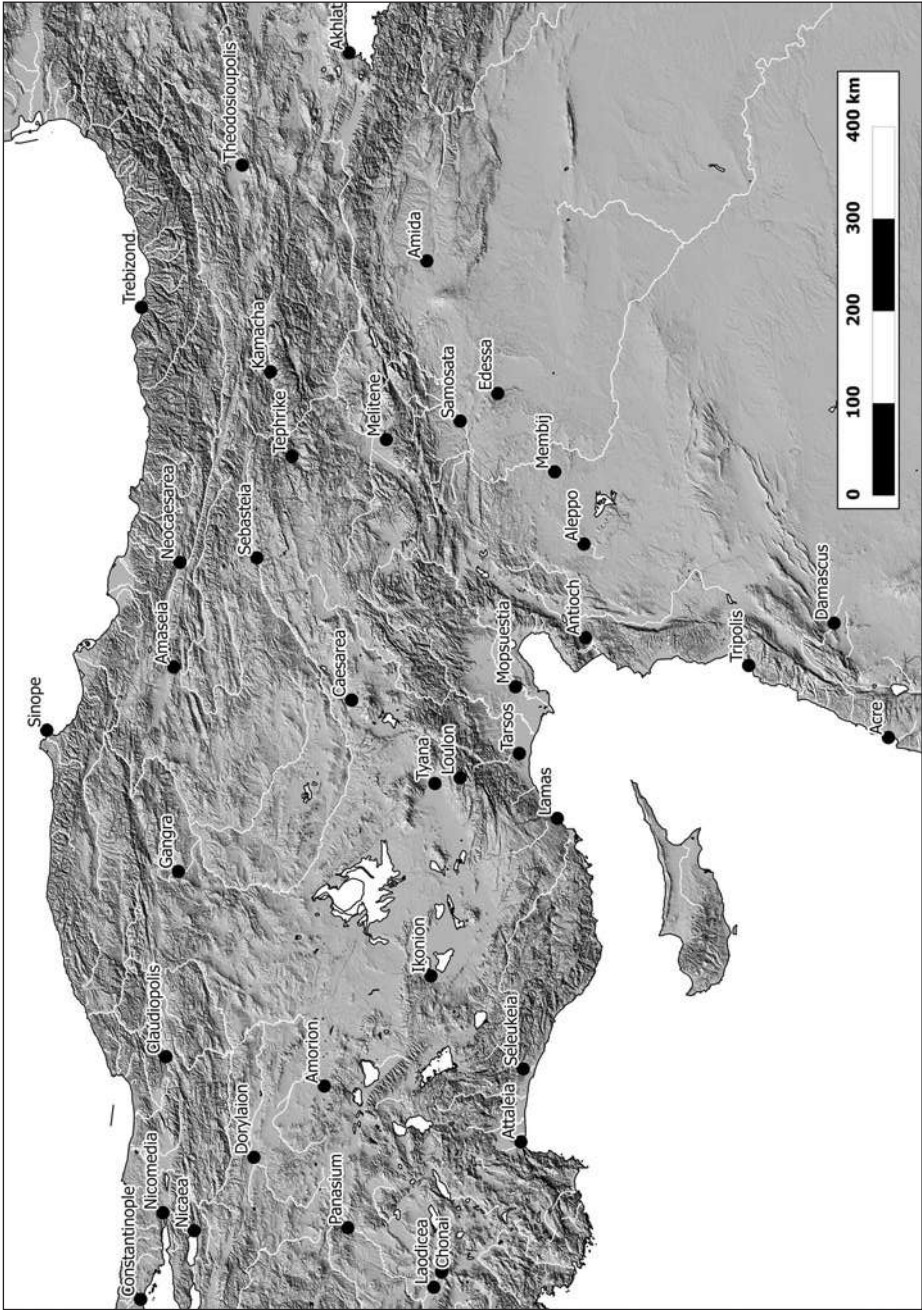 Sinope
Trebizond
Constantinople
Nicomedia
Claudiopolis
Gangra
Amaseia
Neocaesarea
Nicaea
Dorylaion
Sebasteia
Tephrike
Kamacha
Theodosioupolis
Amorion
Panasium
Caesarea
Melitene
Akhlat
Laodicea
Chonai
Ikonion
Tyana
Loulon
Samosata
Amida
Edessa
Attaleia
Seleukeia
Tarsos
Mopsuestia
Lamas
Membij
Aleppo
Antioch
Tripolis
Damascus
Acre
0 100 200 300 400 km